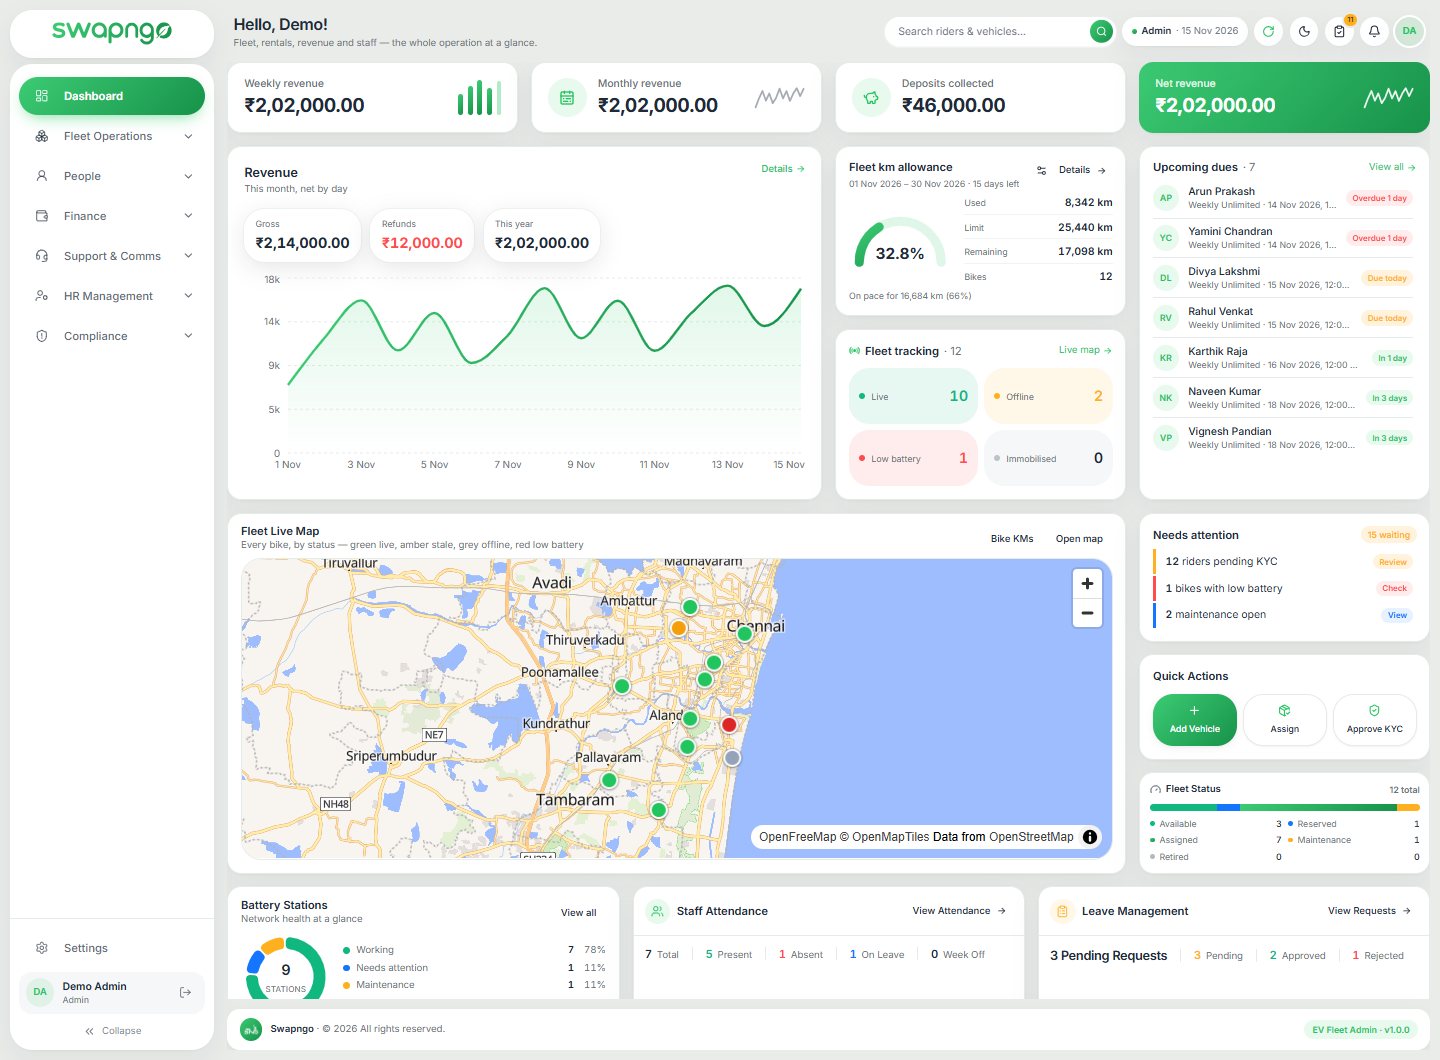 swapngo
Dashboard
Fleet Operations
People
Finance
Support & Comms
HR Management
Compliance
Settings
DA
Demo Admin
Admin
Collapse
Hello, Demo!
Fleet, rentals, revenue and staff — the whole operation at a glance.
Search riders & vehicles...
Admin · 15 Nov 2026
11
DA
Weekly revenue
₹2,02,000.00
Monthly revenue
₹2,02,000.00
Deposits collected
₹46,000.00
Net revenue
₹2,02,000.00
Revenue
This month, net by day
Details →
Gross
₹2,14,000.00
Refunds
₹12,000.00
This year
₹2,02,000.00
18k
14k
9k
5k
0
1 Nov 3 Nov 5 Nov 7 Nov 9 Nov 11 Nov 13 Nov 15 Nov
Fleet km allowance
01 Nov 2026 – 30 Nov 2026 · 15 days left
Details →
32.8%
Used 8,342 km
Limit 25,440 km
Remaining 17,098 km
Bikes 12
On pace for 16,684 km (66%)
Fleet tracking · 12
Live map →
Live 10
Offline 2
Low battery 1
Immobilised 0
Upcoming dues · 7
View all →
AP Arun Prakash
Weekly Unlimited · 14 Nov 2026, 1...
Overdue 1 day
YC Yamini Chandran
Weekly Unlimited · 14 Nov 2026, 1...
Overdue 1 day
DL Divya Lakshmi
Weekly Unlimited · 15 Nov 2026, 12:0...
Due today
RV Rahul Venkat
Weekly Unlimited · 15 Nov 2026, 12:0...
Due today
KR Karthik Raja
Weekly Unlimited · 16 Nov 2026, 12:00 ...
In 1 day
NK Naveen Kumar
Weekly Unlimited · 18 Nov 2026, 12:00...
In 3 days
VP Vignesh Pandian
Weekly Unlimited · 18 Nov 2026, 12:00...
In 3 days
Fleet Live Map
Every bike, by status — green live, amber stale, grey offline, red low battery
Bike KMs
Open map
Tiruvallur
Madhavaram
Avadi
Ambattur
Chennai
Thiruverkadu
Poonamallee
Aland
Kundrathur
NE7
Sriperumbudur
Pallavaram
NH48
Tambaram
+
−
OpenFreeMap © OpenMapTiles Data from OpenStreetMap
Needs attention
15 waiting
12 riders pending KYC
Review
1 bikes with low battery
Check
2 maintenance open
View
Quick Actions
Add Vehicle
Assign
Approve KYC
Fleet Status
12 total
Available 3
Reserved 1
Assigned 7
Maintenance 1
Retired 0
0
Battery Stations
Network health at a glance
View all
9
STATIONS
Working 7 78%
Needs attention 1 11%
Maintenance 1 11%
Staff Attendance
View Attendance →
7 Total
5 Present
1 Absent
1 On Leave
0 Week Off
Leave Management
View Requests →
3 Pending Requests
3 Pending
2 Approved
1 Rejected
Swapngo · © 2026 All rights reserved.
EV Fleet Admin · v1.0.0